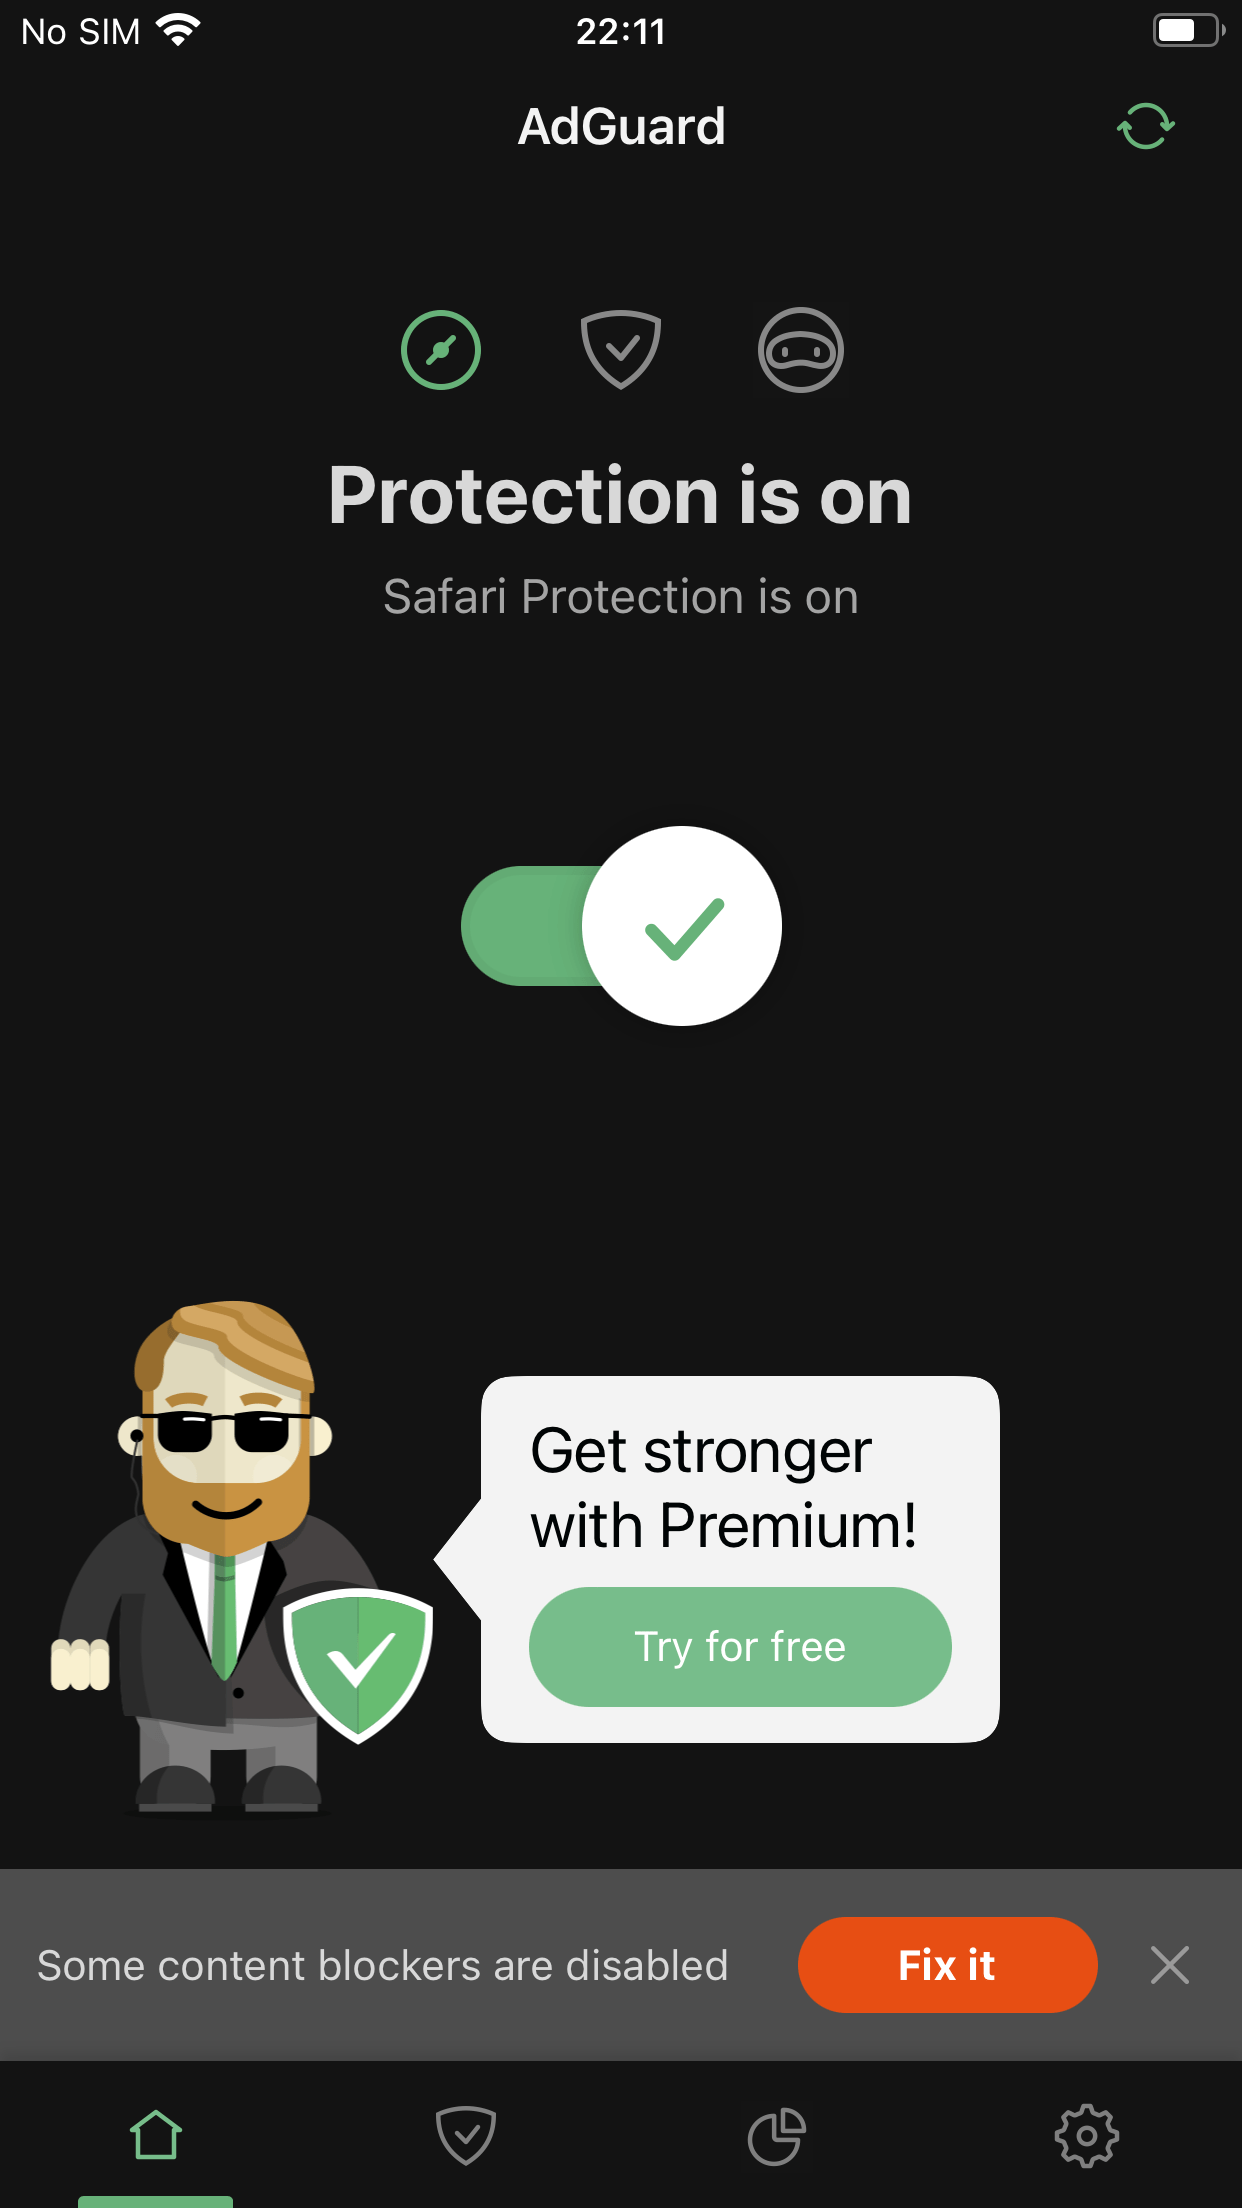 No SIM
22:11
AdGuard
Protection is on
Safari Protection is on
Get stronger
with Premium!
Try for free
Some content blockers are disabled
Fix it